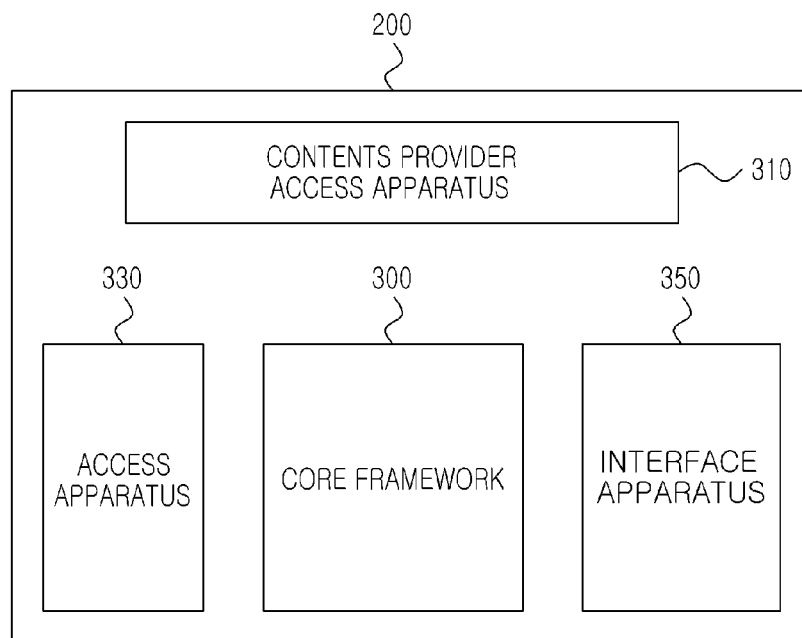 200
CONTENTS PROVIDER
ACCESS APPARATUS
310
330
300
350
ACCESS
APPARATUS
CORE FRAMEWORK
INTERFACE
APPARATUS